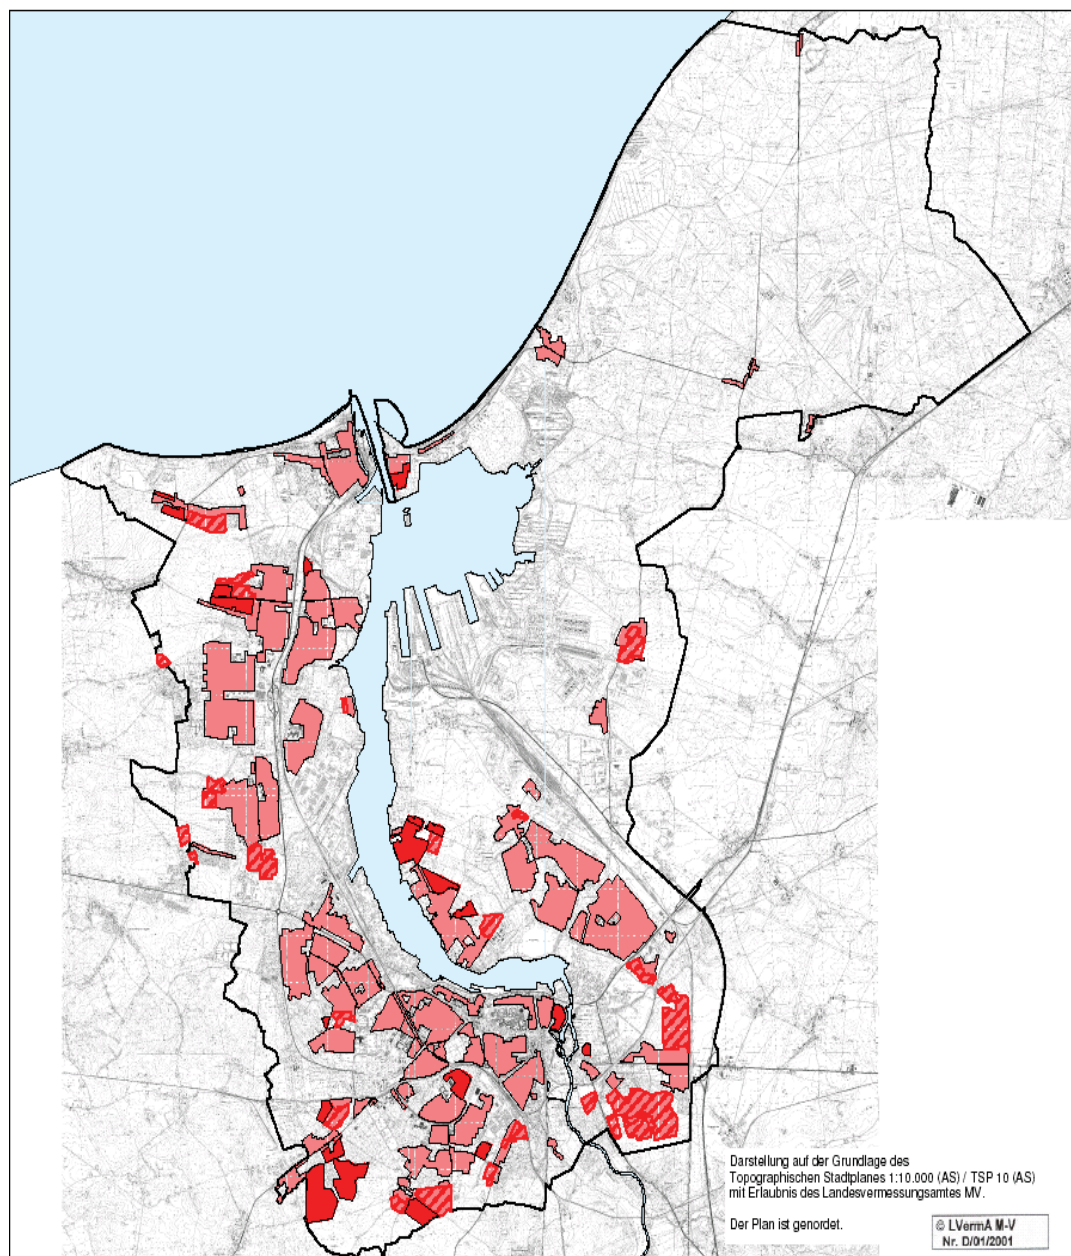 Darstellung auf der Grundlage des
Topographischen Stadtplanes 1:10.000 (AS) / TSP 10 (AS)
mit Erlaubnis des Landesvermessungsamtes MV.
Der Plan ist genordet.
© LVermA M-V
Nr. D/01/2001